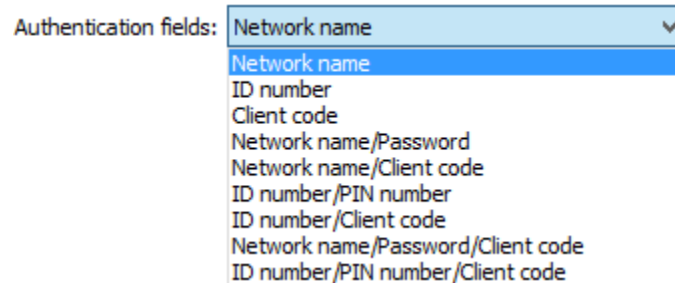 Authentication fields: Network name
Network name
ID number
Client code
Network name/Password
Network name/Client code
ID number/PIN number
ID number/Client code
Network name/Password/Client code
ID number/PIN number/Client code